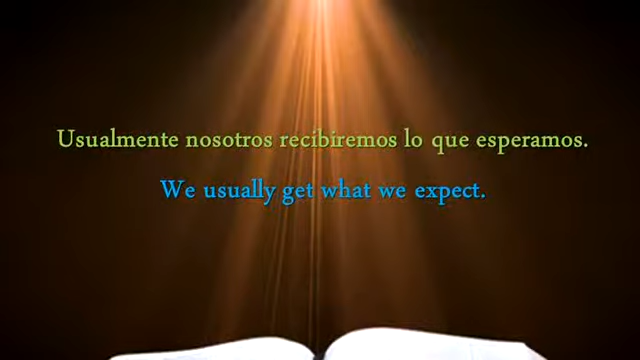 Usualmente nosotros recibiremos lo que esperamos.
We usually get what we expect.